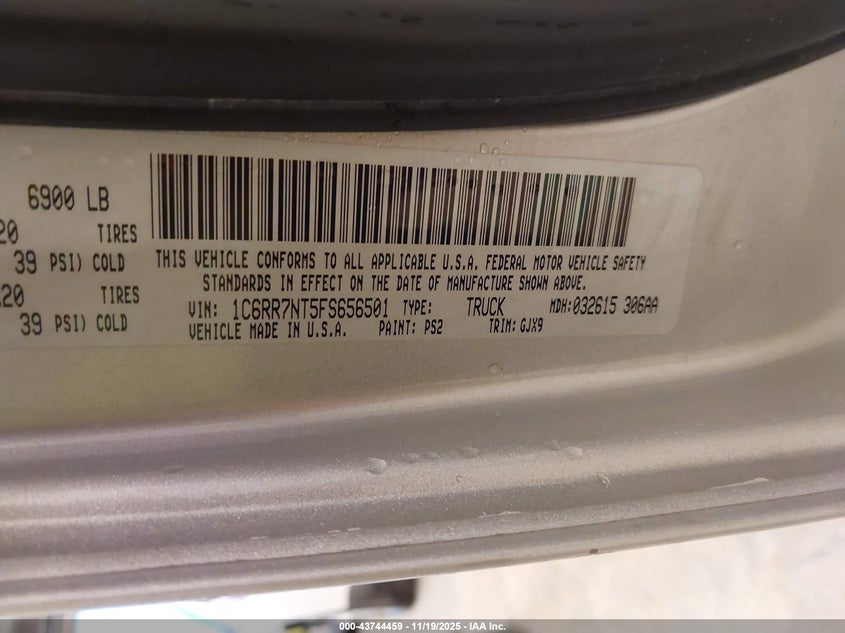 6900 LB
20 TIRES
39 PSI) COLD
20 TIRES
39 PSI) COLD
THIS VEHICLE CONFORMS TO ALL APPLICABLE U.S.A. FEDERAL MOTOR VEHICLE SAFETY
STANDARDS IN EFFECT ON THE DATE OF MANUFACTURE SHOWN ABOVE.
VIN: 1C6RR7NT5FS656501 TYPE: TRUCK MDH:032615 306AA
VEHICLE MADE IN U.S.A. PAINT: PS2 TRIM: GJX9
000-43744459 - 11/19/2025 - IAA Inc.